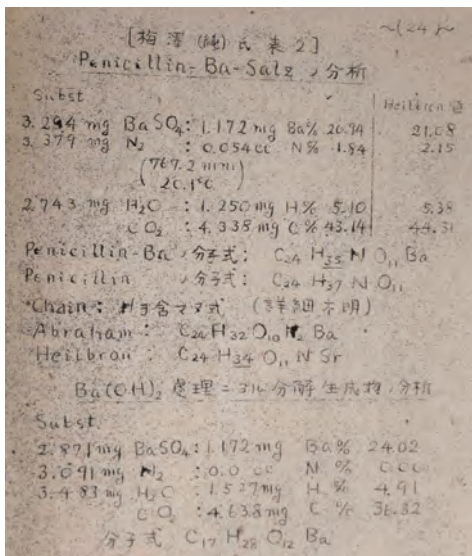 ~(24)~
[梅澤(純)氏表2]
Penicillin-Ba-Salz ノ分析
Subst
Heilbron 値
3.294 mg BaSO4: 1.172 mg Ba% 20.94 21.08
3.379 mg N2 : 0.054cc N% 1.84 2.15
(767.2 mm
20.1°C)
2.743 mg H2O : 1.250 mg H% 5.10 5.38
CO2 : 4.338 mg C% 43.14 44.31
Penicillin-Ba ノ分子式: C24 H35 N O11 Ba
Penicillin ノ分子式: C24 H37 N O11
Chain: Nヲ含マヌ式 (詳細不明)
Abraham: C24 H32 O10 N2 Ba
Heilbron: C24 H34 O11 N Sr
Ba(OH)2 處理ニヨル分解生成物ノ分析
Subst.
2.871 mg BaSO4: 1.172 mg Ba% 24.02
3.091 mg N2 : 0.0 cc N % 0.00
3.483 mg H2O : 1.527 mg H % 4.91
CO2 : 4.638 mg C % 36.32
分子式 C17 H28 O12 Ba